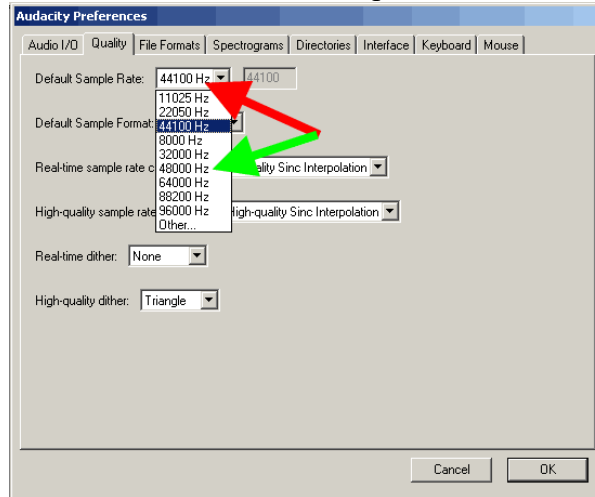 Audacity Preferences
Audio I/O Quality File Formats Spectrograms Directories Interface Keyboard Mouse
Default Sample Rate: 44100 Hz 44100
11025 Hz
22050 Hz
Default Sample Format: 44100 Hz
8000 Hz
32000 Hz
Real-time sample rate c 48000 Hz ality Sinc Interpolation
64000 Hz
88200 Hz
High-quality sample rate 96000 Hz High-quality Sinc Interpolation
Other...
Real-time dither: None
High-quality dither: Triangle
Cancel OK